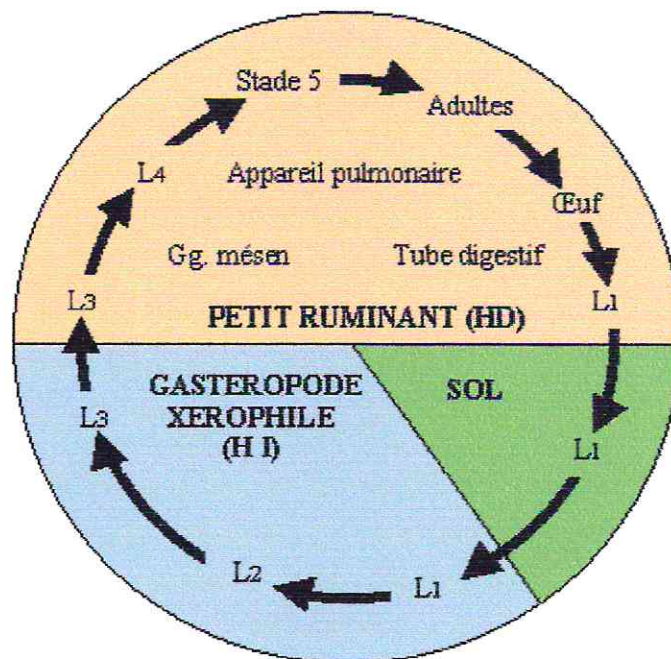 Stade 5
Adultes
L4
Appareil pulmonaire
Œuf
Gg. mésen
Tube digestif
L3
L1
PETIT RUMINANT (HD)
GASTEROPODE
XEROPHILE
(H I)
SOL
L3
L1
L2
L1